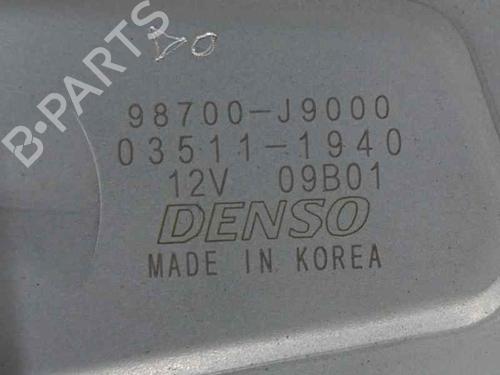 B-PARTS
98700-J9000
03511-1940
12V 09B01
DENSO
MADE IN KOREA